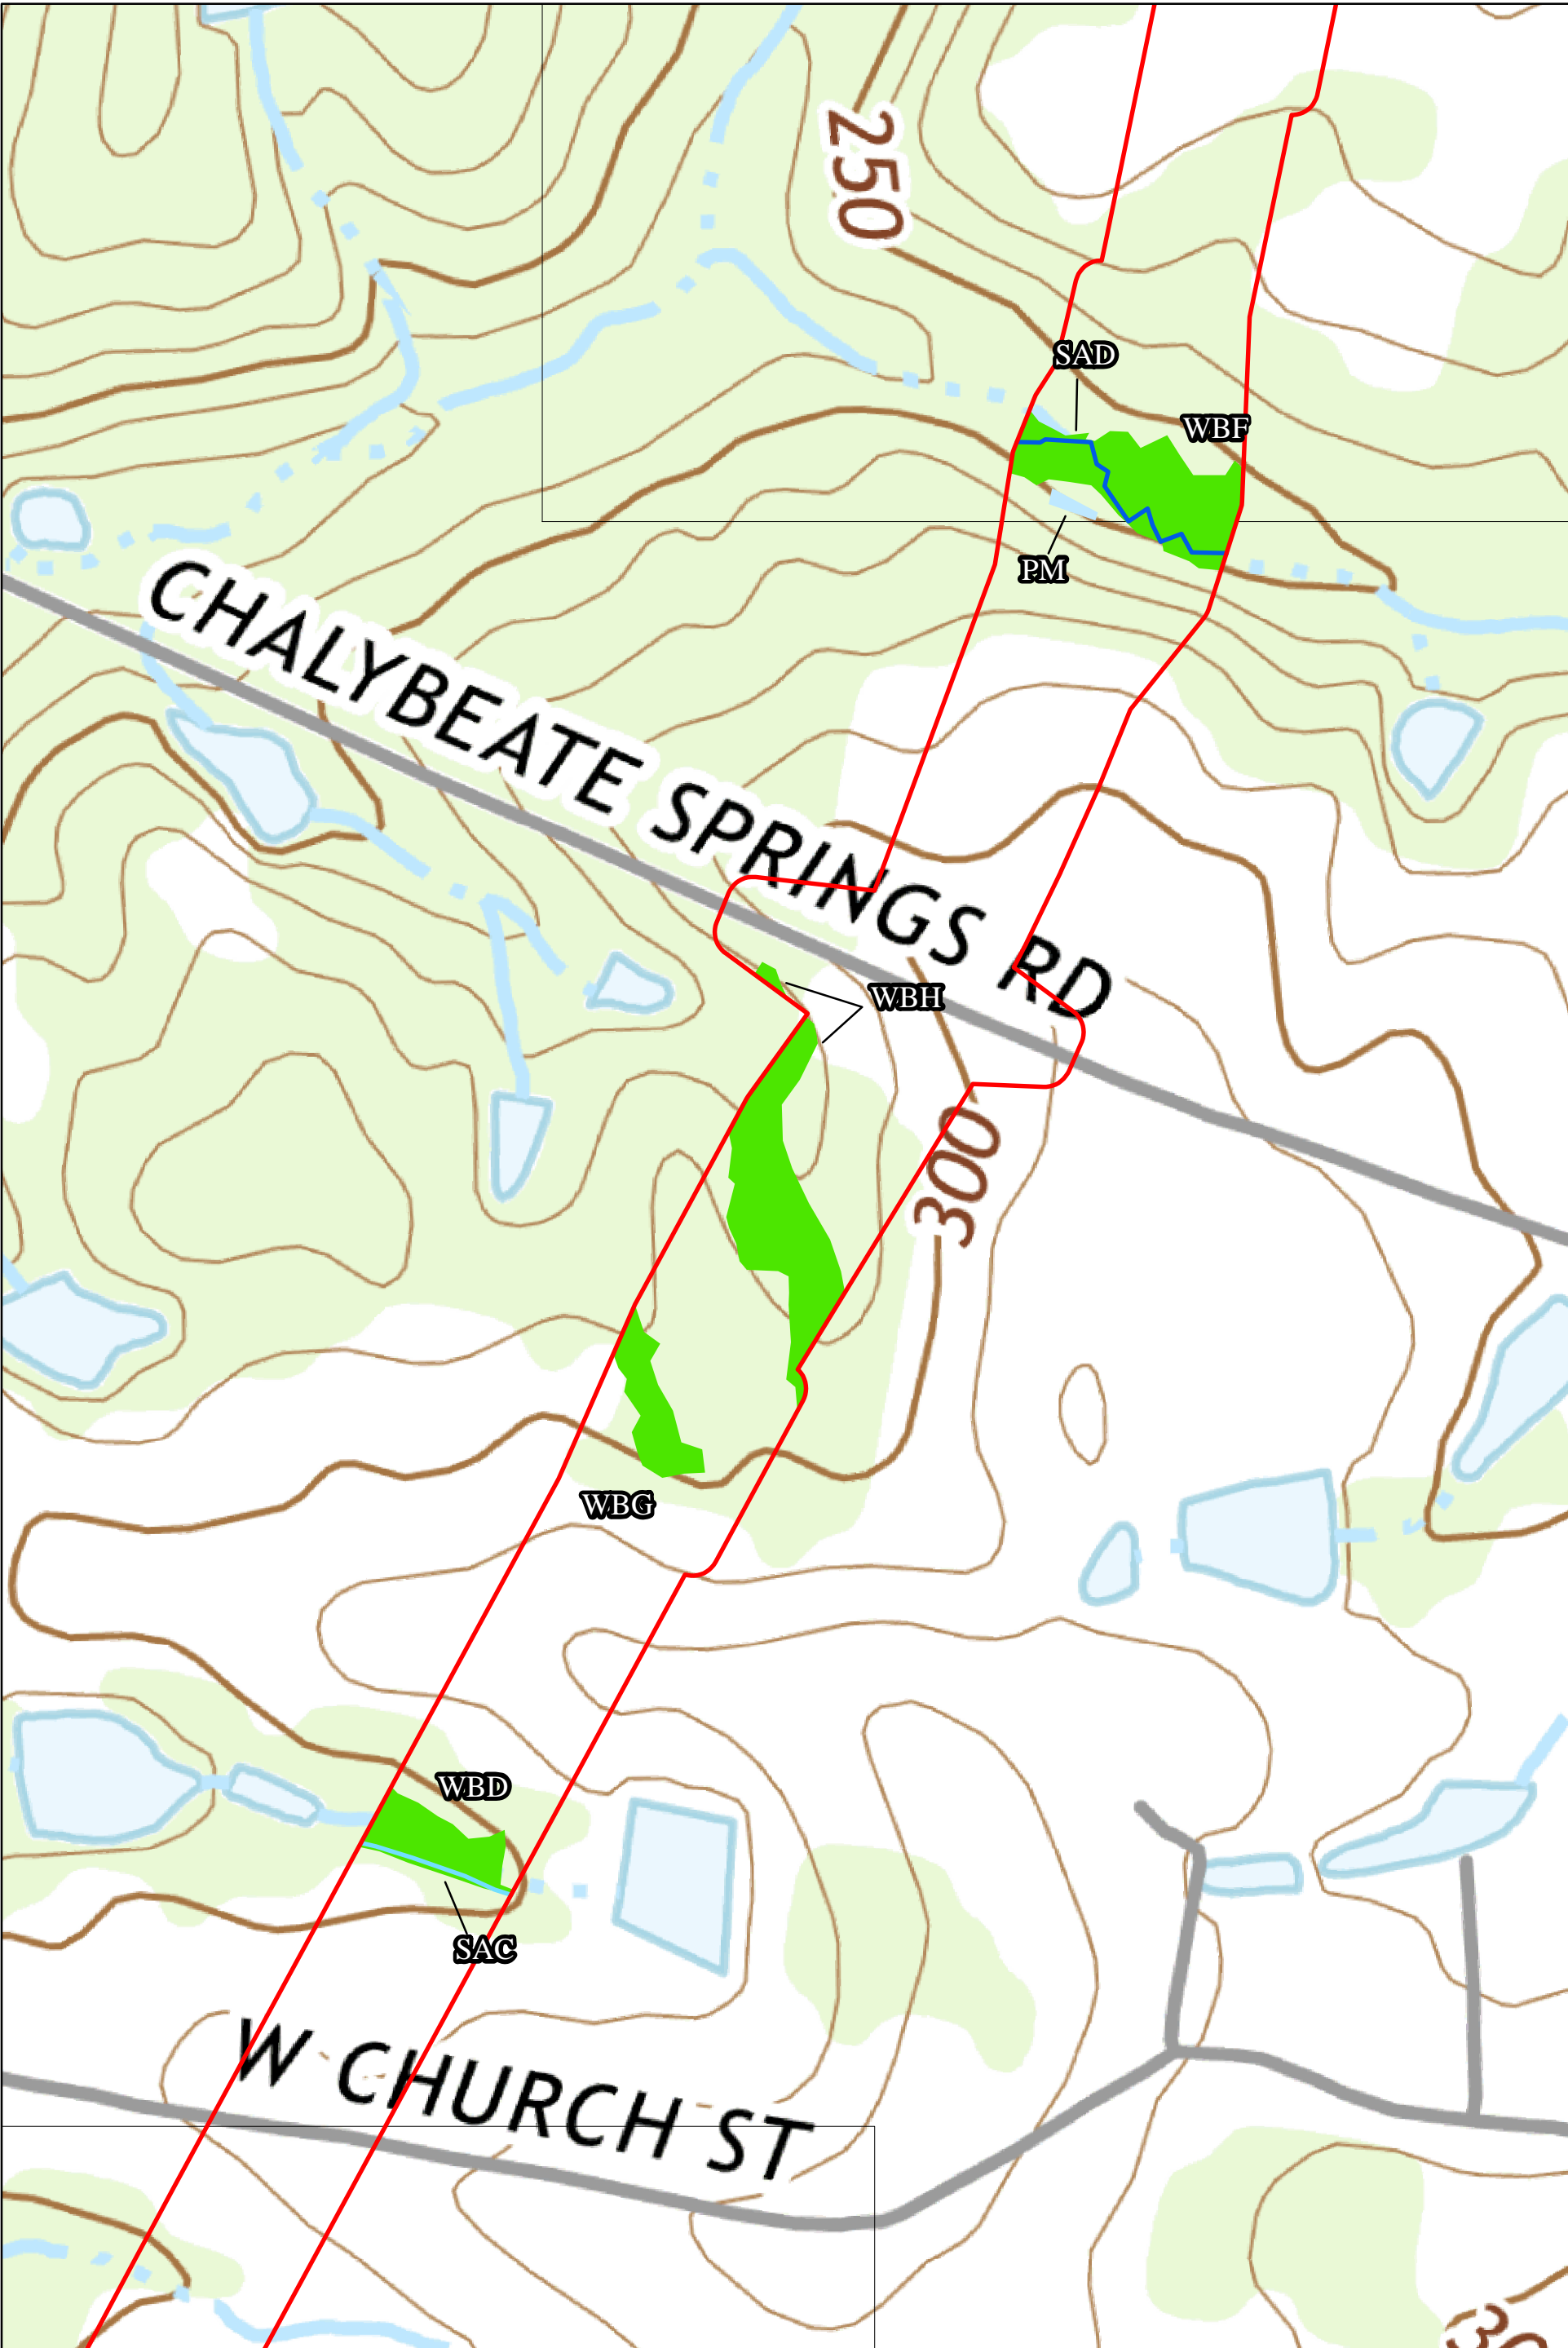 250
SAD
WBF
PM
CHALYBEATE SPRINGS RD
WBH
300
WBG
WBD
SAC
W CHURCH ST